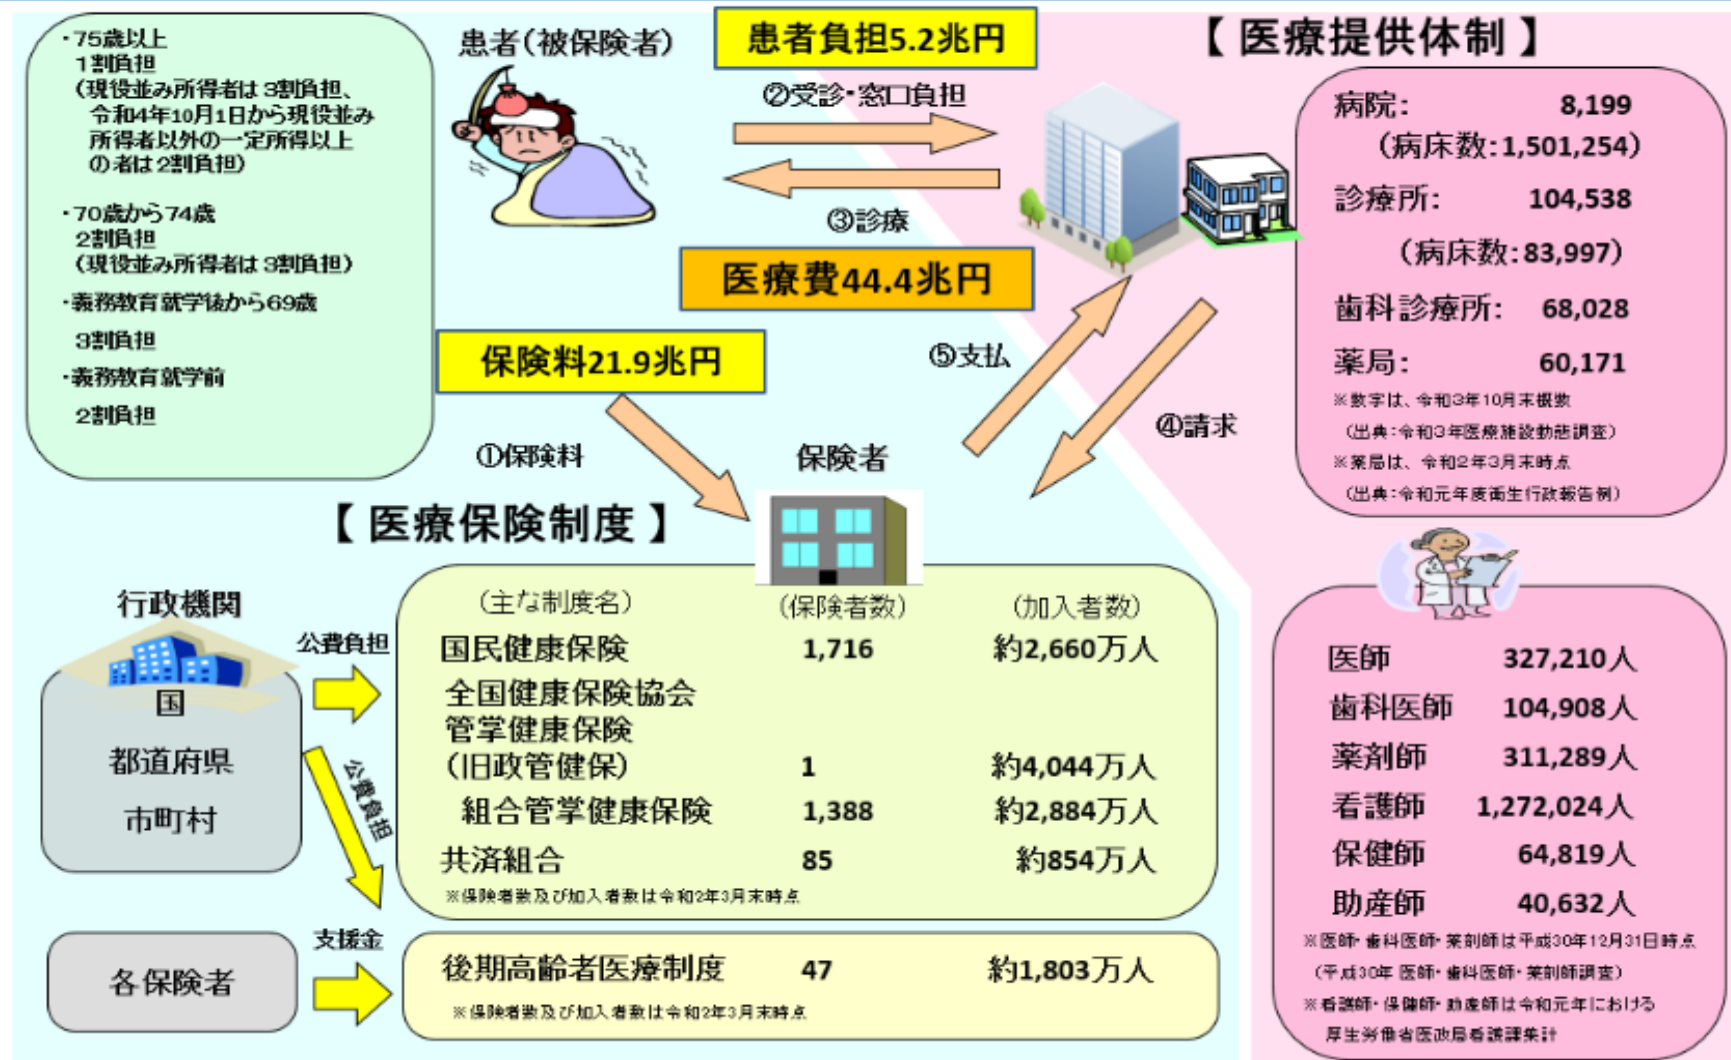 ・75歳以上
1割負担
（現役並み所得者は3割負担、
令和4年10月1日から現役並み
所得者以外の一定所得以上
の者は2割負担）
・70歳から74歳
2割負担
（現役並み所得者は3割負担）
・義務教育就学後から69歳
3割負担
・義務教育就学前
2割負担
患者（被保険者）
患者負担5.2兆円
②受診・窓口負担
③診療
医療費44.4兆円
保険料21.9兆円
①保険料
⑤支払
④請求
保険者
【 医療提供体制 】
病院： 8,199
（病床数：1,501,254）
診療所： 104,538
（病床数：83,997）
歯科診療所： 68,028
薬局： 60,171
※数字は、令和3年10月末概数
（出典：令和3年医療施設動態調査）
※薬局は、令和2年3月末時点
（出典：令和元年度衛生行政報告例）
【 医療保険制度 】
行政機関
国
都道府県
市町村
公費負担
公費負担
（主な制度名） （保険者数） （加入者数）
国民健康保険 1,716 約2,660万人
全国健康保険協会
管掌健康保険
（旧政管健保） 1 約4,044万人
組合管掌健康保険 1,388 約2,884万人
共済組合 85 約854万人
※保険者数及び加入者数は令和2年3月末時点
各保険者
支援金
後期高齢者医療制度 47 約1,803万人
※保険者数及び加入者数は令和2年3月末時点
医師 327,210人
歯科医師 104,908人
薬剤師 311,289人
看護師 1,272,024人
保健師 64,819人
助産師 40,632人
※医師・歯科医師・薬剤師は平成30年12月31日時点
（平成30年 医師・歯科医師・薬剤師調査）
※看護師・保健師・助産師は令和元年における
厚生労働省医政局看護課集計